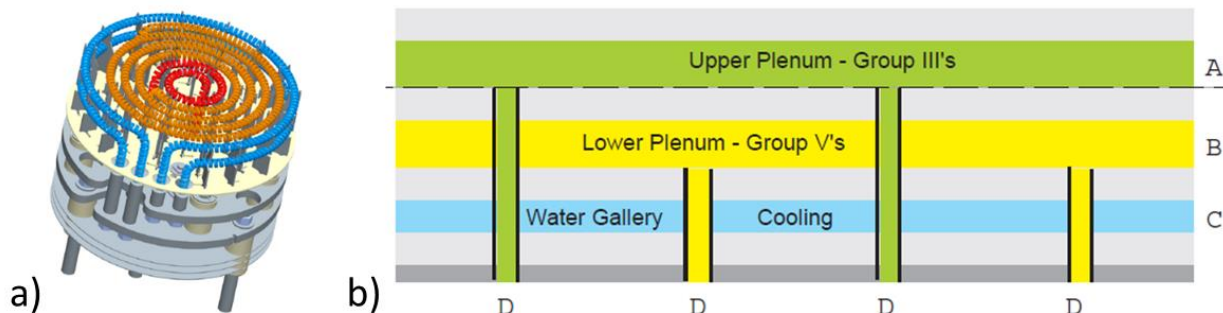 a)
b)
Upper Plenum - Group III's
A
Lower Plenum - Group V's
B
Water Gallery
Cooling
C
D
D
D
D